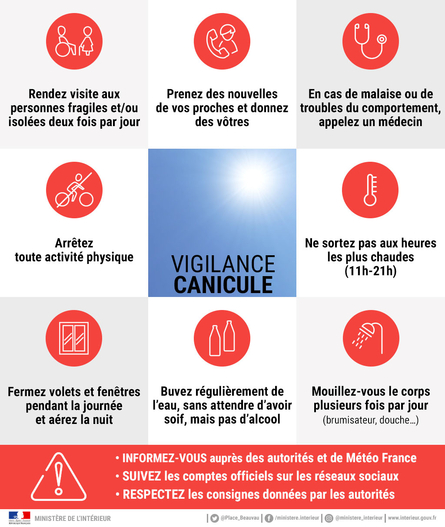 Rendez visite aux
personnes fragiles et/ou
isolées deux fois par jour
Prenez des nouvelles
de vos proches et donnez
des vôtres
En cas de malaise ou de
troubles du comportement,
appelez un médecin
Arrêtez
toute activité physique
VIGILANCE
CANICULE
Ne sortez pas aux heures
les plus chaudes
(11h-21h)
Fermez volets et fenêtres
pendant la journée
et aérez la nuit
Buvez régulièrement de
l'eau, sans attendre d'avoir
soif, mais pas d'alcool
Mouillez-vous le corps
plusieurs fois par jour
(brumisateur, douche...)
• INFORMEZ-VOUS auprès des autorités et de Météo France
• SUIVEZ les comptes officiels sur les réseaux sociaux
• RESPECTEZ les consignes données par les autorités
MINISTÈRE DE L'INTÉRIEUR
@Place_Beauvau
/ministere.interieur
@ministere_interieur
www.interieur.gouv.fr